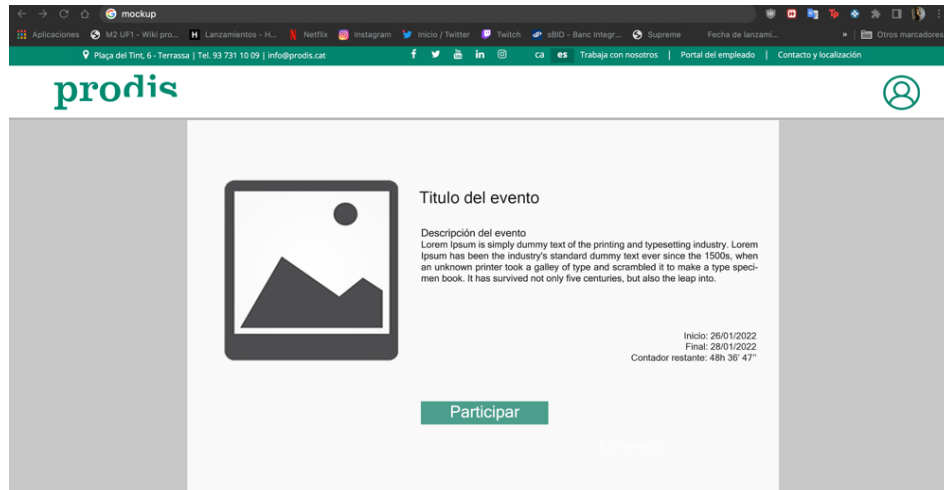 mockup
Aplicaciones M2 UF1 - Wiki pro... Lanzamientos - H... Netflix Instagram Inicio / Twitter Twitch sBID - Banc Integr... Supreme Fecha de lanzami... » Otros marcadores
Plaça del Tint, 6 - Terrassa | Tel. 93 731 10 09 | info@prodis.cat ca es Trabaja con nosotros | Portal del empleado | Contacto y localización
prodis
Titulo del evento
Descripción del evento
Lorem Ipsum is simply dummy text of the printing and typesetting industry. Lorem
Ipsum has been the industry's standard dummy text ever since the 1500s, when
an unknown printer took a galley of type and scrambled it to make a type speci-
men book. It has survived not only five centuries, but also the leap into.
Inicio: 26/01/2022
Final: 28/01/2022
Contador restante: 48h 36' 47''
Participar